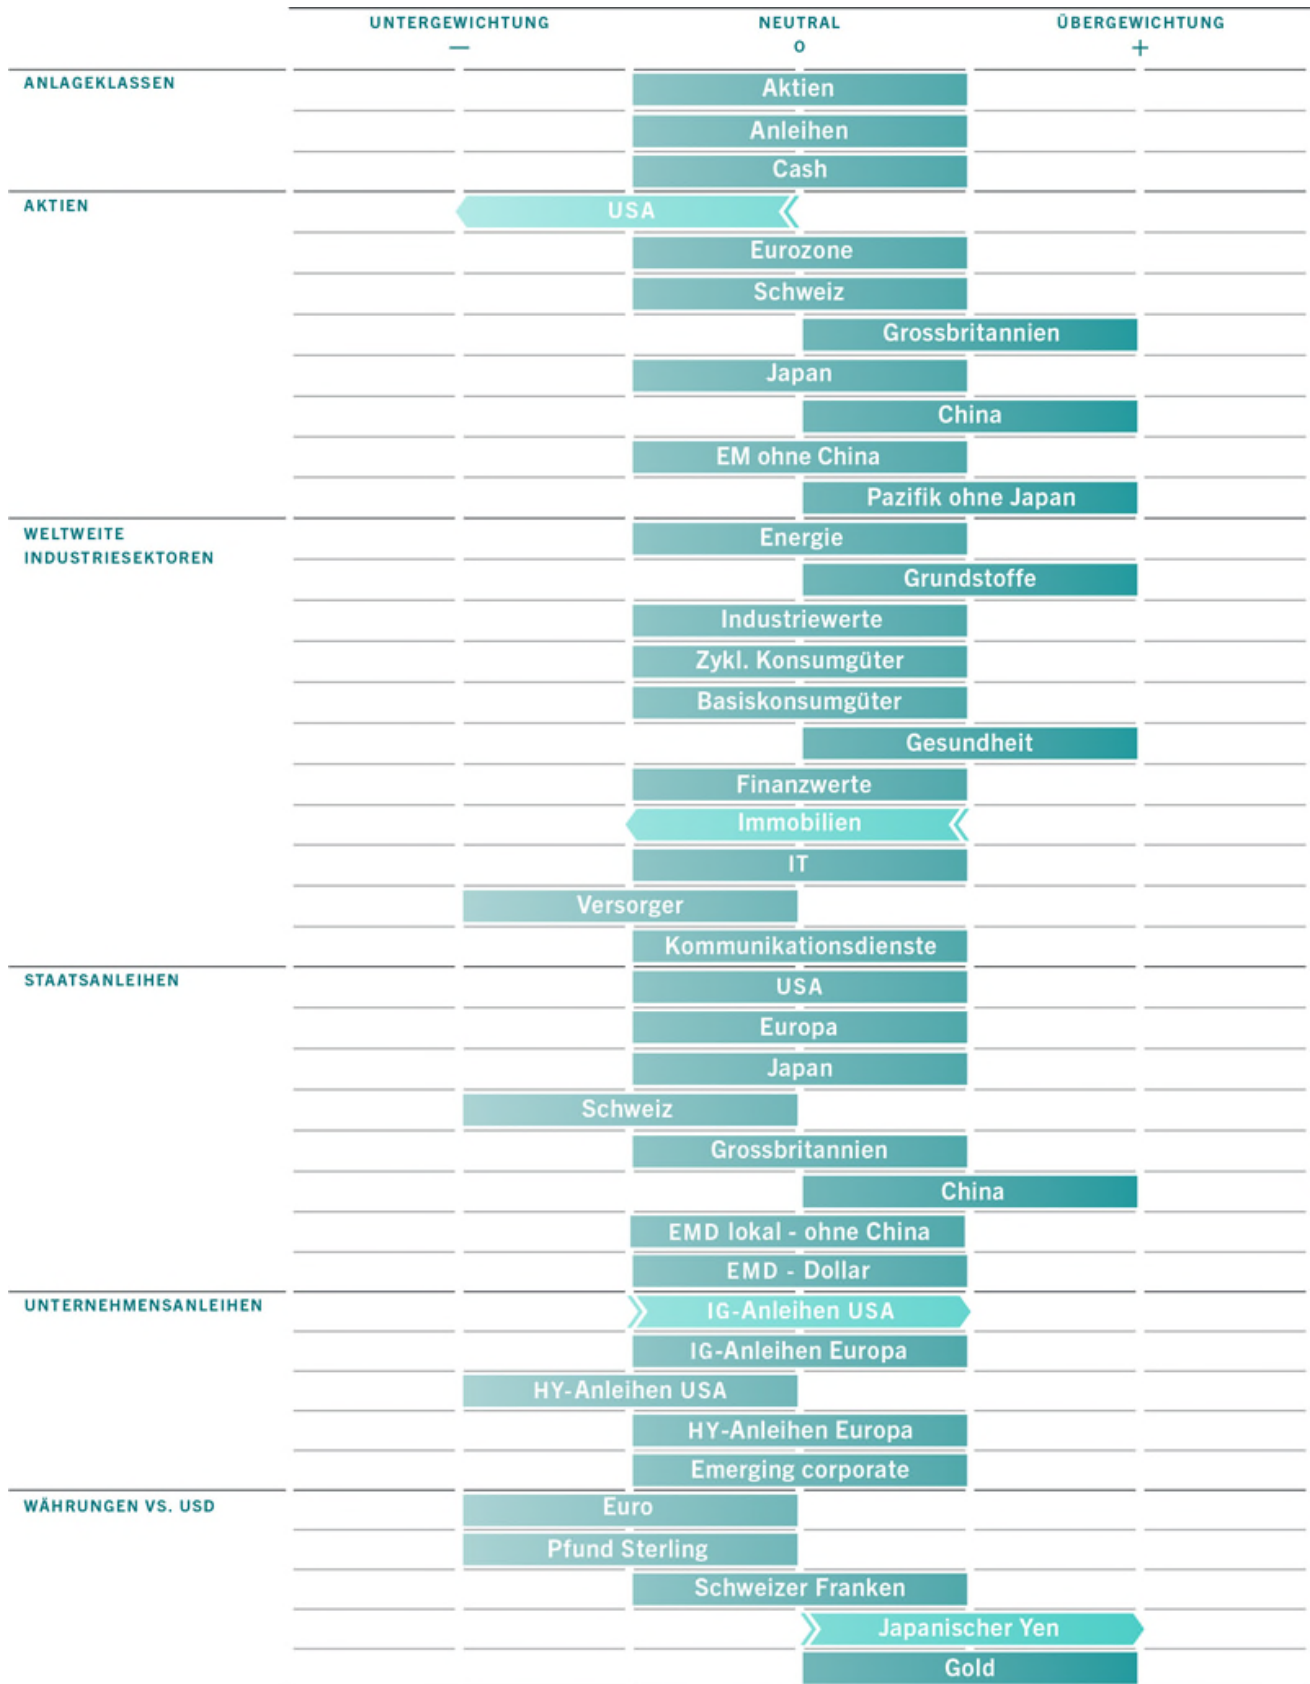 UNTERGEWICHTUNG NEUTRAL ÜBERGEWICHTUNG
— o +
ANLAGEKLASSEN Aktien
Anleihen
Cash
AKTIEN USA
Eurozone
Schweiz
Grossbritannien
Japan
China
EM ohne China
Pazifik ohne Japan
WELTWEITE
INDUSTRIESEKTOREN
Energie
Grundstoffe
Industriewerte
Zykl. Konsumgüter
Basiskonsumgüter
Gesundheit
Finanzwerte
Immobilien
IT
Versorger
Kommunikationsdienste
STAATSANLEIHEN USA
Europa
Japan
Schweiz
Grossbritannien
China
EMD lokal - ohne China
EMD - Dollar
UNTERNEHMENSANLEIHEN IG-Anleihen USA
IG-Anleihen Europa
HY-Anleihen USA
HY-Anleihen Europa
Emerging corporate
WÄHRUNGEN VS. USD Euro
Pfund Sterling
Schweizer Franken
Japanischer Yen
Gold